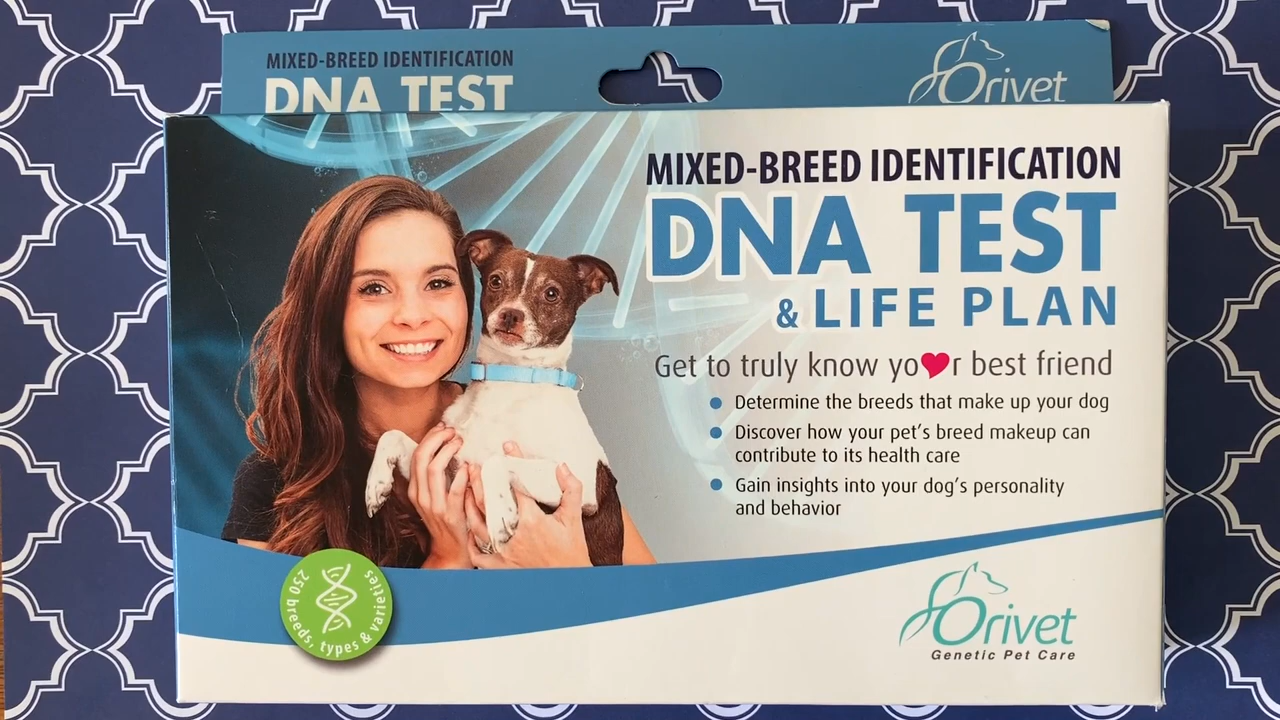 MIXED-BREED IDENTIFICATION
DNA TEST
Orivet
MIXED-BREED IDENTIFICATION
DNA TEST
& LIFE PLAN
Get to truly know yo♥r best friend
• Determine the breeds that make up your dog
• Discover how your pet's breed makeup can
contribute to its health care
• Gain insights into your dog's personality
and behavior
250 breeds, types & varieties
Orivet
Genetic Pet Care